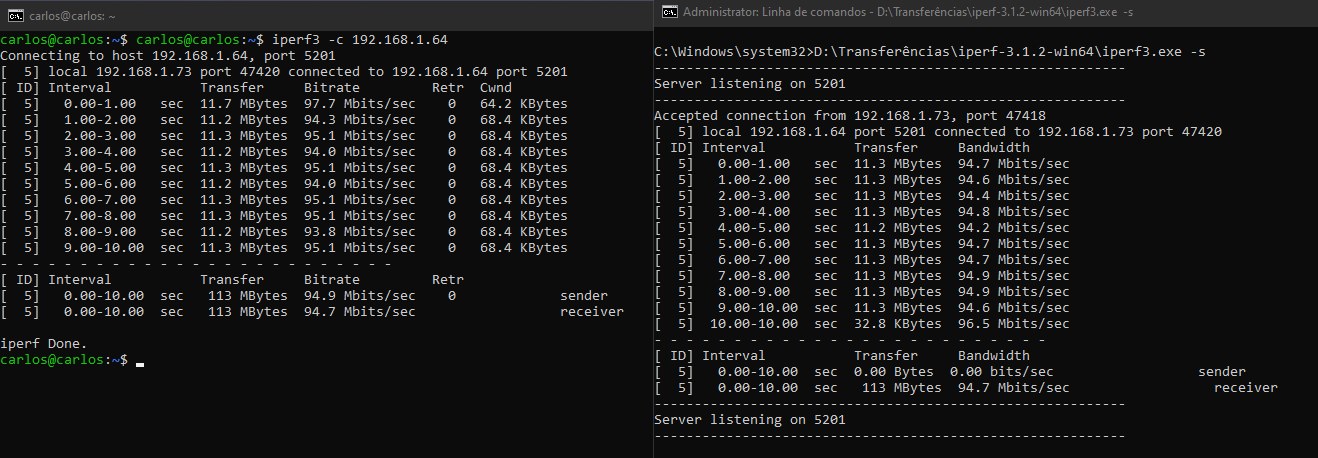 carlos@carlos: ~
carlos@carlos:~$ carlos@carlos:~$ iperf3 -c 192.168.1.64
Connecting to host 192.168.1.64, port 5201
[  5] local 192.168.1.73 port 47420 connected to 192.168.1.64 port 5201
[ ID] Interval           Transfer     Bitrate         Retr  Cwnd
[  5]   0.00-1.00   sec  11.7 MBytes  97.7 Mbits/sec    0   64.2 KBytes
[  5]   1.00-2.00   sec  11.2 MBytes  94.3 Mbits/sec    0   68.4 KBytes
[  5]   2.00-3.00   sec  11.3 MBytes  95.1 Mbits/sec    0   68.4 KBytes
[  5]   3.00-4.00   sec  11.2 MBytes  94.0 Mbits/sec    0   68.4 KBytes
[  5]   4.00-5.00   sec  11.3 MBytes  95.1 Mbits/sec    0   68.4 KBytes
[  5]   5.00-6.00   sec  11.2 MBytes  94.0 Mbits/sec    0   68.4 KBytes
[  5]   6.00-7.00   sec  11.3 MBytes  95.1 Mbits/sec    0   68.4 KBytes
[  5]   7.00-8.00   sec  11.3 MBytes  95.1 Mbits/sec    0   68.4 KBytes
[  5]   8.00-9.00   sec  11.2 MBytes  93.8 Mbits/sec    0   68.4 KBytes
[  5]   9.00-10.00  sec  11.3 MBytes  95.1 Mbits/sec    0   68.4 KBytes
- - - - - - - - - - - - - - - - - - - - - - - - -
[ ID] Interval           Transfer     Bitrate         Retr
[  5]   0.00-10.00  sec   113 MBytes  94.9 Mbits/sec    0             sender
[  5]   0.00-10.00  sec   113 MBytes  94.7 Mbits/sec                  receiver
iperf Done.
carlos@carlos:~$
Administrator: Linha de comandos - D:\Transferências\iperf-3.1.2-win64\iperf3.exe -s
C:\Windows\system32>D:\Transferências\iperf-3.1.2-win64\iperf3.exe -s
-----------------------------------------------------------
Server listening on 5201
-----------------------------------------------------------
Accepted connection from 192.168.1.73, port 47418
[  5] local 192.168.1.64 port 5201 connected to 192.168.1.73 port 47420
[ ID] Interval           Transfer     Bandwidth
[  5]   0.00-1.00   sec  11.3 MBytes  94.7 Mbits/sec
[  5]   1.00-2.00   sec  11.3 MBytes  94.6 Mbits/sec
[  5]   2.00-3.00   sec  11.3 MBytes  94.4 Mbits/sec
[  5]   3.00-4.00   sec  11.3 MBytes  94.8 Mbits/sec
[  5]   4.00-5.00   sec  11.2 MBytes  94.2 Mbits/sec
[  5]   5.00-6.00   sec  11.3 MBytes  94.7 Mbits/sec
[  5]   6.00-7.00   sec  11.3 MBytes  94.7 Mbits/sec
[  5]   7.00-8.00   sec  11.3 MBytes  94.9 Mbits/sec
[  5]   8.00-9.00   sec  11.3 MBytes  94.9 Mbits/sec
[  5]   9.00-10.00  sec  11.3 MBytes  94.6 Mbits/sec
[  5]  10.00-10.00  sec  32.8 KBytes  96.5 Mbits/sec
- - - - - - - - - - - - - - - - - - - - - - - - -
[ ID] Interval           Transfer     Bandwidth
[  5]   0.00-10.00  sec  0.00 Bytes  0.00 bits/sec                  sender
[  5]   0.00-10.00  sec   113 MBytes  94.7 Mbits/sec                  receiver
-----------------------------------------------------------
Server listening on 5201
-----------------------------------------------------------